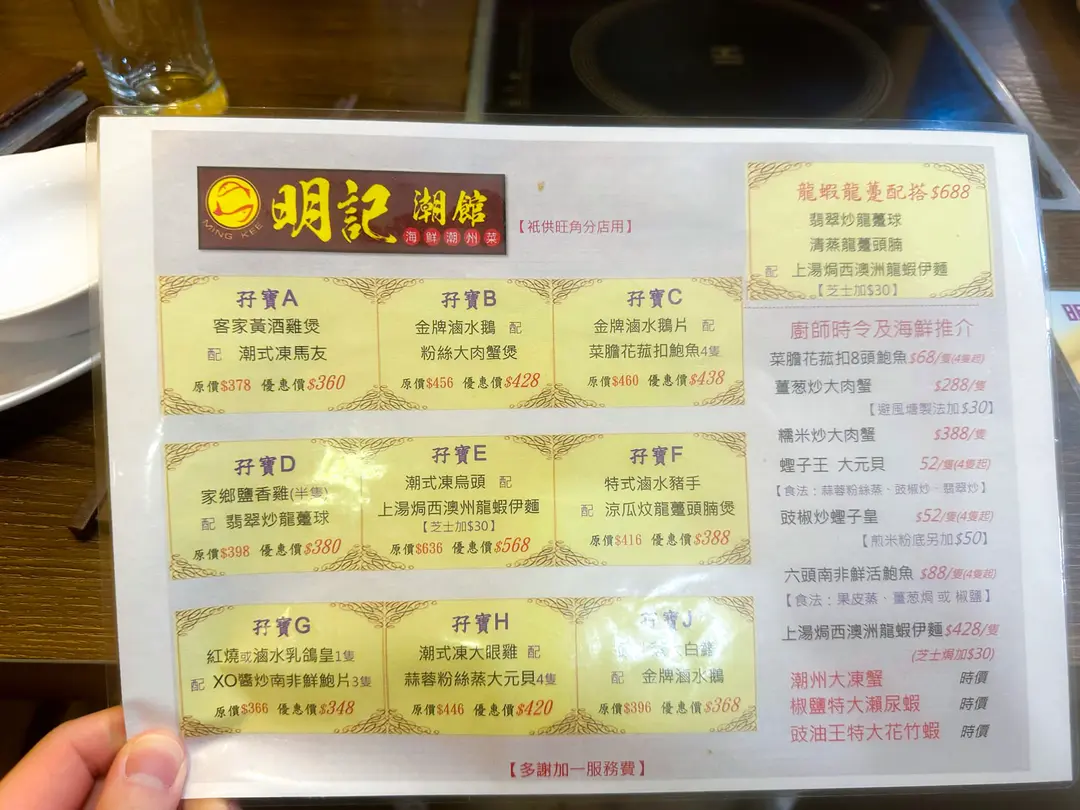 MING KEE
明記潮館
海鮮潮州菜
【祇供旺角分店用】
龍蝦龍躉配搭$688
翡翠炒龍躉球
清蒸龍躉頭腩
配 上湯焗西澳洲龍蝦伊麵
【芝士加$30】
孖寶A
客家黃酒雞煲
配 潮式凍馬友
原價$378 優惠價$360
孖寶B
金牌滷水鵝 配
粉絲大肉蟹煲
原價$456 優惠價$428
孖寶C
金牌滷水鵝片 配
菜膽花菰扣鮑魚4隻
原價$460 優惠價$438
孖寶D
家鄉鹽香雞(半隻)
配 翡翠炒龍躉球
原價$398 優惠價$380
孖寶E
潮式凍烏頭 配
上湯焗西澳州龍蝦伊麵
【芝士加$30】
原價$636 優惠價$568
孖寶F
特式滷水豬手
配 涼瓜炆龍躉頭腩煲
原價$416 優惠價$388
孖寶G
紅燒或滷水乳鴿皇1隻
配 XO醬炒南非鮮鮑片3隻
原價$366 優惠價$348
孖寶H
潮式凍大眼雞 配
蒜蓉粉絲蒸大元貝4隻
原價$446 優惠價$420
孖寶J
大白鱔
配 金牌滷水鵝
原價$396 優惠價$368
廚師時令及海鮮推介
菜膽花菰扣8頭鮑魚$68/隻(4隻起)
薑葱炒大肉蟹 $288/隻
【避風塘製法加$30】
糯米炒大肉蟹 $388/隻
蟶子王 大元貝 52/隻(4隻起)
【食法：蒜蓉粉絲蒸、豉椒炒、翡翠炒】
豉椒炒蟶子皇 $52/隻(4隻起)
【煎米粉底另加$50】
六頭南非鮮活鮑魚 $88/隻(4隻起)
【食法：果皮蒸、薑葱焗 或 椒鹽】
上湯焗西澳洲龍蝦伊麵$428/隻
(芝士焗加$30)
潮州大凍蟹 時價
椒鹽特大瀨尿蝦 時價
豉油王特大花竹蝦 時價
【多謝加一服務費】